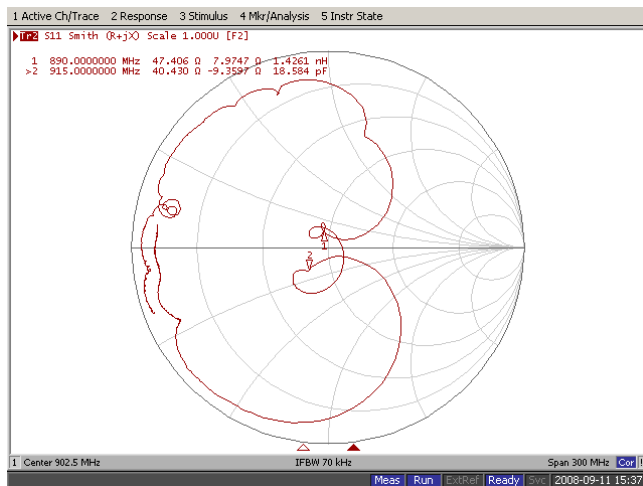 1 Active Ch/Trace 2 Response 3 Stimulus 4 Mkr/Analysis 5 Instr State
Tr2 S11 Smith (R+jX) Scale 1.000U [F2]
1 890.0000000 MHz 47.406 Ω 7.9747 Ω 1.4261 nH
>2 915.0000000 MHz 40.430 Ω -9.3597 Ω 18.584 pF
1
2
1 Center 902.5 MHz IFBW 70 kHz Span 300 MHz Cor
Meas Run ExtRef Ready Svc 2008-09-11 15:37